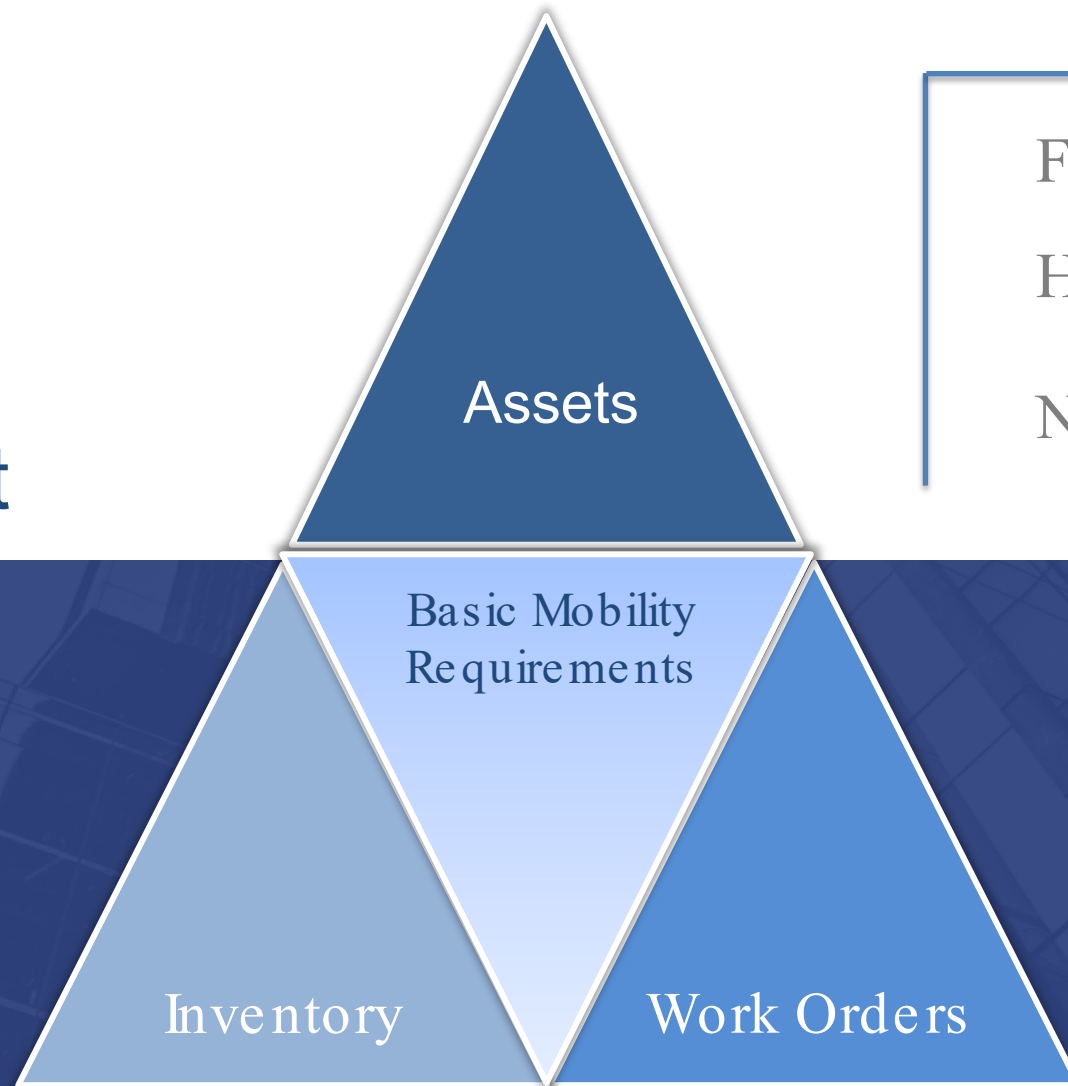 Assets
Basic Mobility
Requirements
Inventory
Work Orders